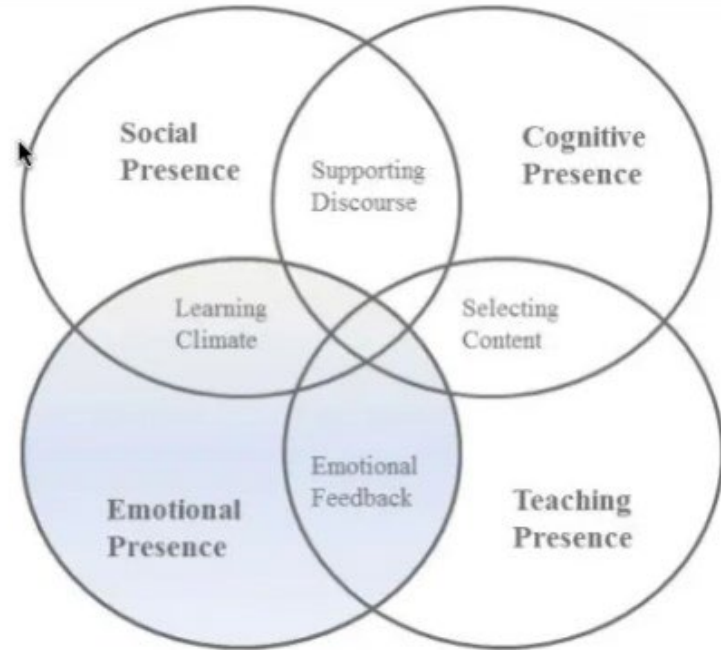 Social
Presence
Cognitive
Presence
Supporting
Discourse
Learning
Climate
Selecting
Content
Emotional
Feedback
Emotional
Presence
Teaching
Presence